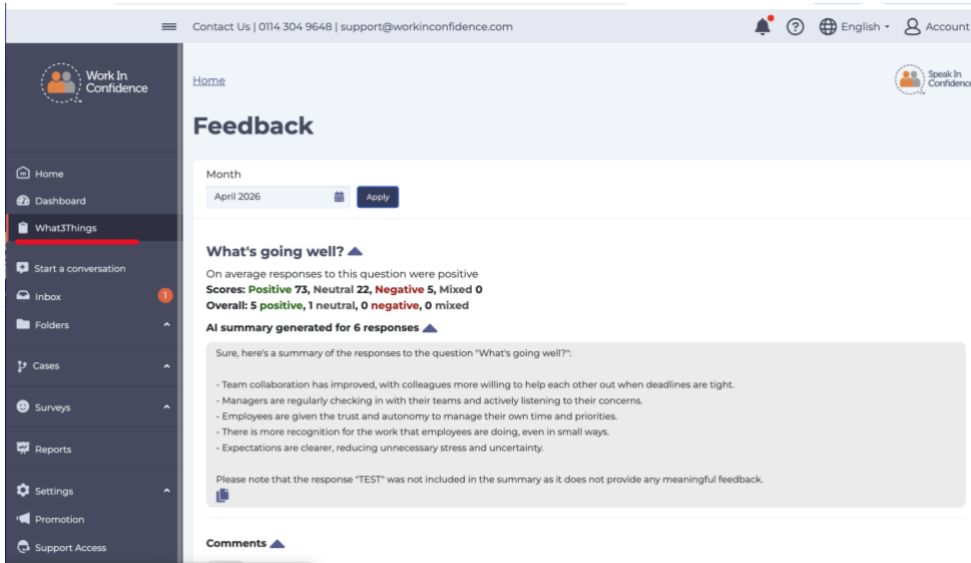 Contact Us | 0114 304 9648 | support@workinconfidence.com
English
Account
Work In
Confidence
Home
Dashboard
What3Things
Start a conversation
Inbox
1
Folders
Cases
Surveys
Reports
Settings
Promotion
Support Access
Home
Speak In
Confidence
Feedback
Month
April 2026
Apply
What's going well?
On average responses to this question were positive
Scores: Positive 73, Neutral 22, Negative 5, Mixed 0
Overall: 5 positive, 1 neutral, 0 negative, 0 mixed
AI summary generated for 6 responses
Sure, here's a summary of the responses to the question "What's going well?":
- Team collaboration has improved, with colleagues more willing to help each other out when deadlines are tight.
- Managers are regularly checking in with their teams and actively listening to their concerns.
- Employees are given the trust and autonomy to manage their own time and priorities.
- There is more recognition for the work that employees are doing, even in small ways.
- Expectations are clearer, reducing unnecessary stress and uncertainty.
Please note that the response "TEST" was not included in the summary as it does not provide any meaningful feedback.
Comments